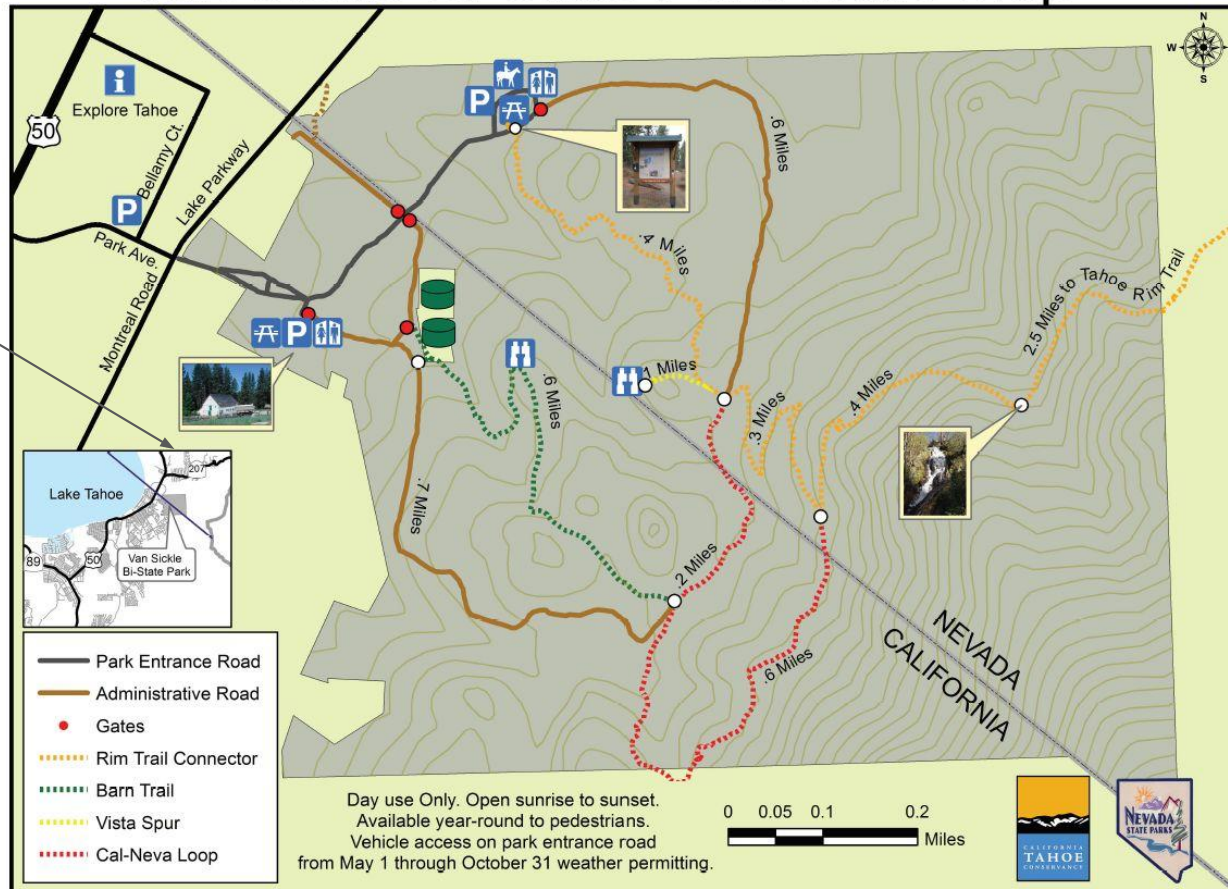 N
W
E
S
i
Explore Tahoe
50
Bellamy Ct.
Lake Parkway
P
Park Ave.
Montreal Road
P
P
.6 Miles
.4 Miles
2.5 Miles to Tahoe Rim Trail
.1 Miles
.3 Miles
.4 Miles
.6 Miles
.7 Miles
.2 Miles
.6 Miles
NEVADA
CALIFORNIA
Lake Tahoe
207
50
89
Van Sickle
Bi-State Park
Park Entrance Road
Administrative Road
Gates
Rim Trail Connector
Barn Trail
Vista Spur
Cal-Neva Loop
Day use Only. Open sunrise to sunset.
Available year-round to pedestrians.
Vehicle access on park entrance road
from May 1 through October 31 weather permitting.
0 0.05 0.1 0.2
Miles
CALIFORNIA
TAHOE
CONSERVANCY
NEVADA
STATE PARKS